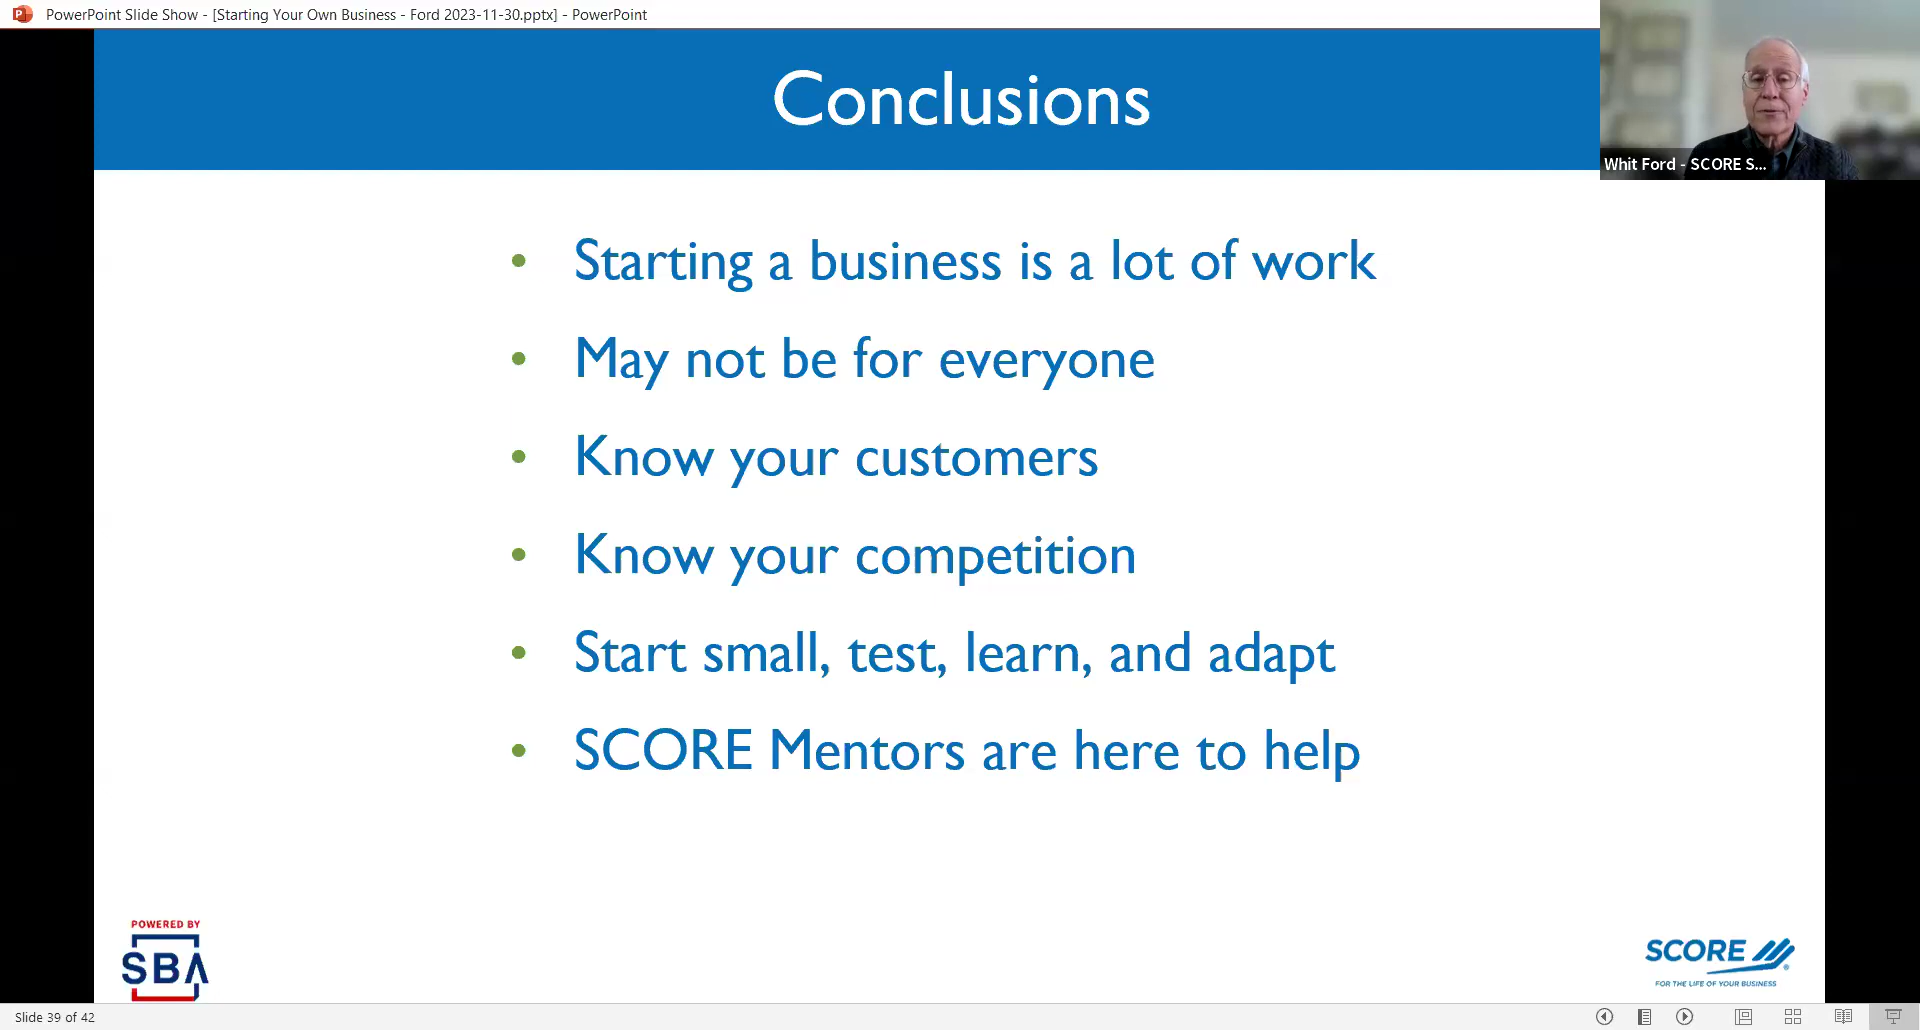 PowerPoint Slide Show - [Starting Your Own Business - Ford 2023-11-30.pptx] - PowerPoint
Conclusions
Whit Ford - SCORE S...
• Starting a business is a lot of work
• May not be for everyone
• Know your customers
• Know your competition
• Start small, test, learn, and adapt
• SCORE Mentors are here to help
POWERED BY
SBA
SCORE
FOR THE LIFE OF YOUR BUSINESS
Slide 39 of 42